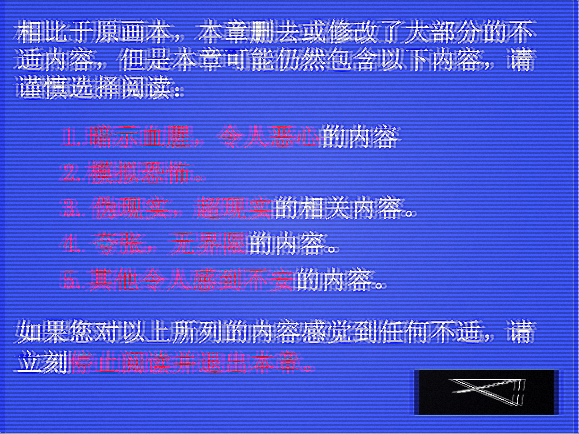 相比于原画本，本章删去或修改了大部分的不
适内容，但是本章可能仍然包含以下内容，请
谨慎选择阅读：
1.暗示血腥，令人恶心的内容
2.模拟恐怖。
3. 伪现实，超现实的相关内容。
4. 夸张，无界限的内容。
5. 其他令人感到不安的内容。
如果您对以上所列的内容感觉到任何不适，请
立刻停止阅读并退出本章。